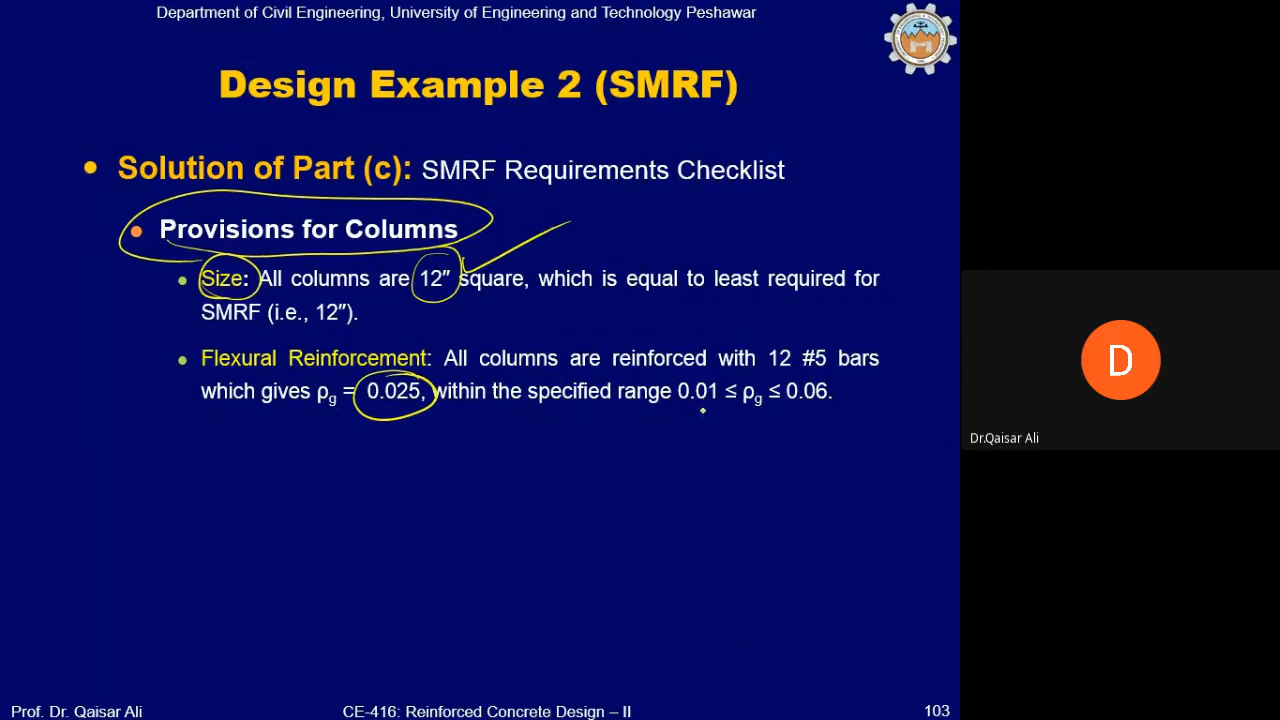 Department of Civil Engineering, University of Engineering and Technology Peshawar
Design Example 2 (SMRF)
Solution of Part (c): SMRF Requirements Checklist
Provisions for Columns
Size: All columns are 12″ square, which is equal to least required for
SMRF (i.e., 12″).
Flexural Reinforcement: All columns are reinforced with 12 #5 bars
which gives ρg = 0.025, within the specified range 0.01 ≤ ρg ≤ 0.06.
D
Dr.Qaisar Ali
Prof. Dr. Qaisar Ali
CE-416: Reinforced Concrete Design – II
103